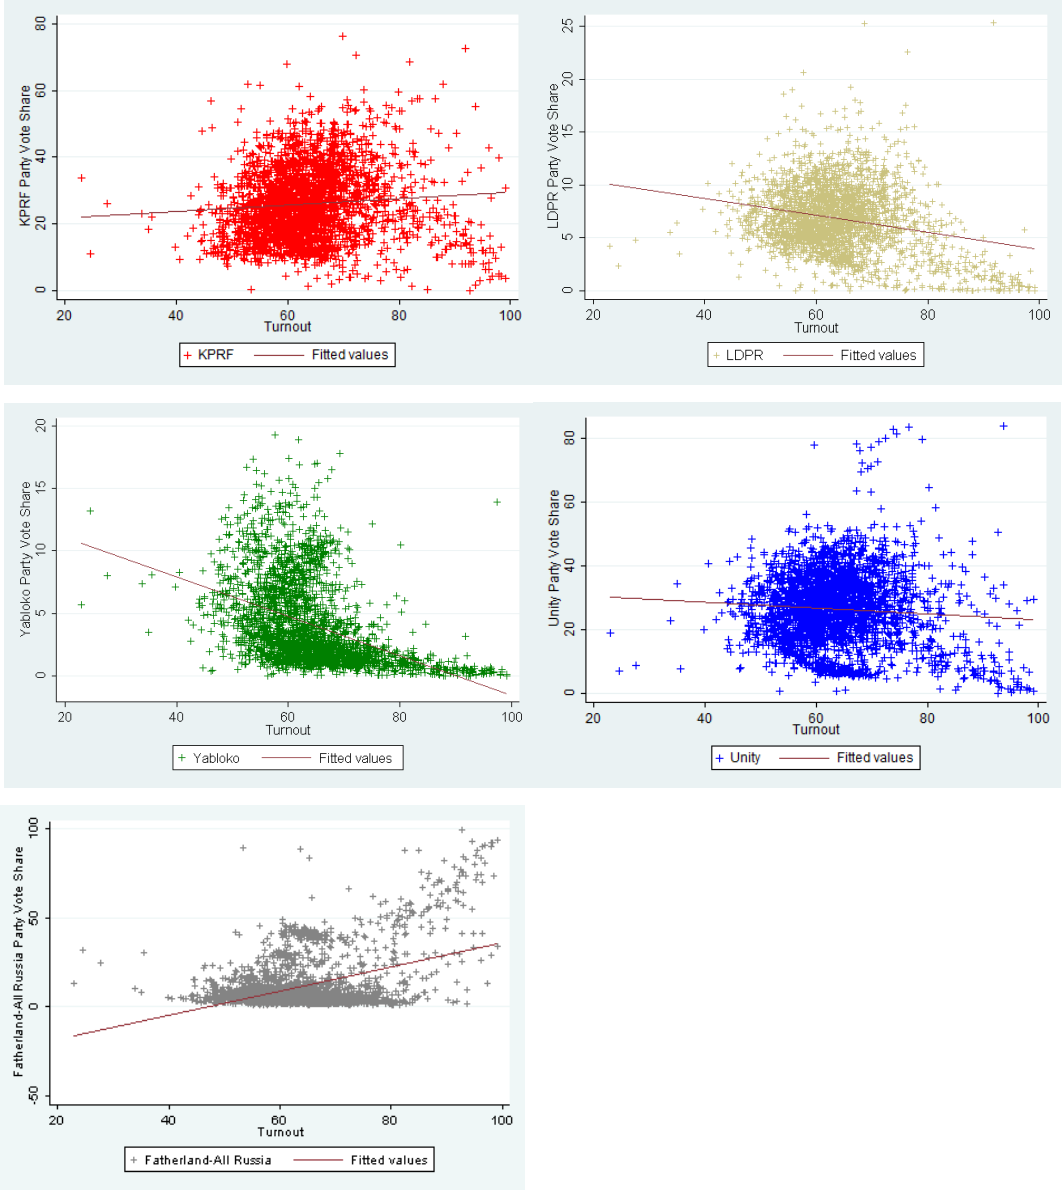 KPRF Party Vote Share
80
60
40
20
0
20 40 60 80 100
Turnout
KPRF Fitted values
LDPR Party Vote Share
25
20
15
10
5
0
20 40 60 80 100
Turnout
LDPR Fitted values
Yabloko Party Vote Share
20
15
10
5
0
20 40 60 80 100
Turnout
Yabloko Fitted values
Unity Party Vote Share
80
60
40
20
0
20 40 60 80 100
Turnout
Unity Fitted values
Fatherland-All Russia Party Vote Share
100
50
0
-50
20 40 60 80 100
Turnout
Fatherland-All Russia Fitted values